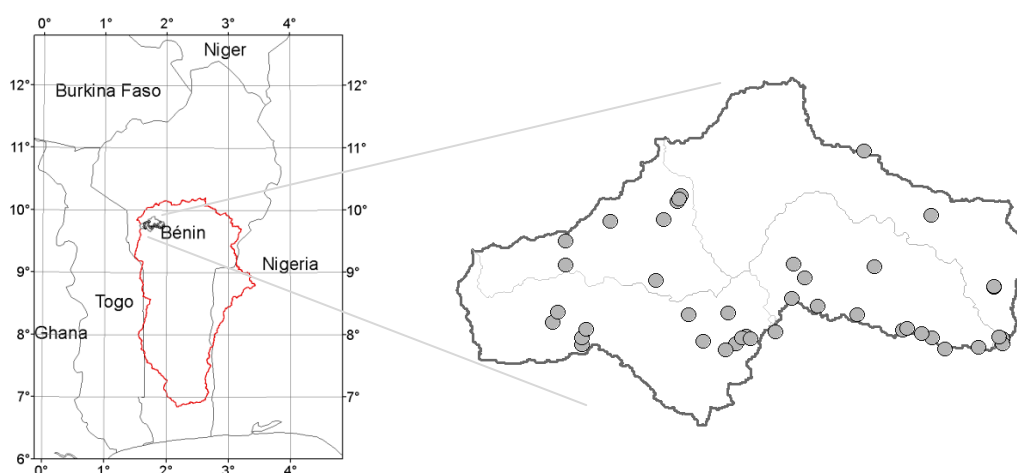 0° 1° 2° 3° 4°
Niger
12° 12°
Burkina Faso
11° 11°
10° 10°
Bénin
9° Nigeria 9°
Togo
8° Ghana 8°
7° 7°
6° 6°
0° 1° 2° 3° 4°